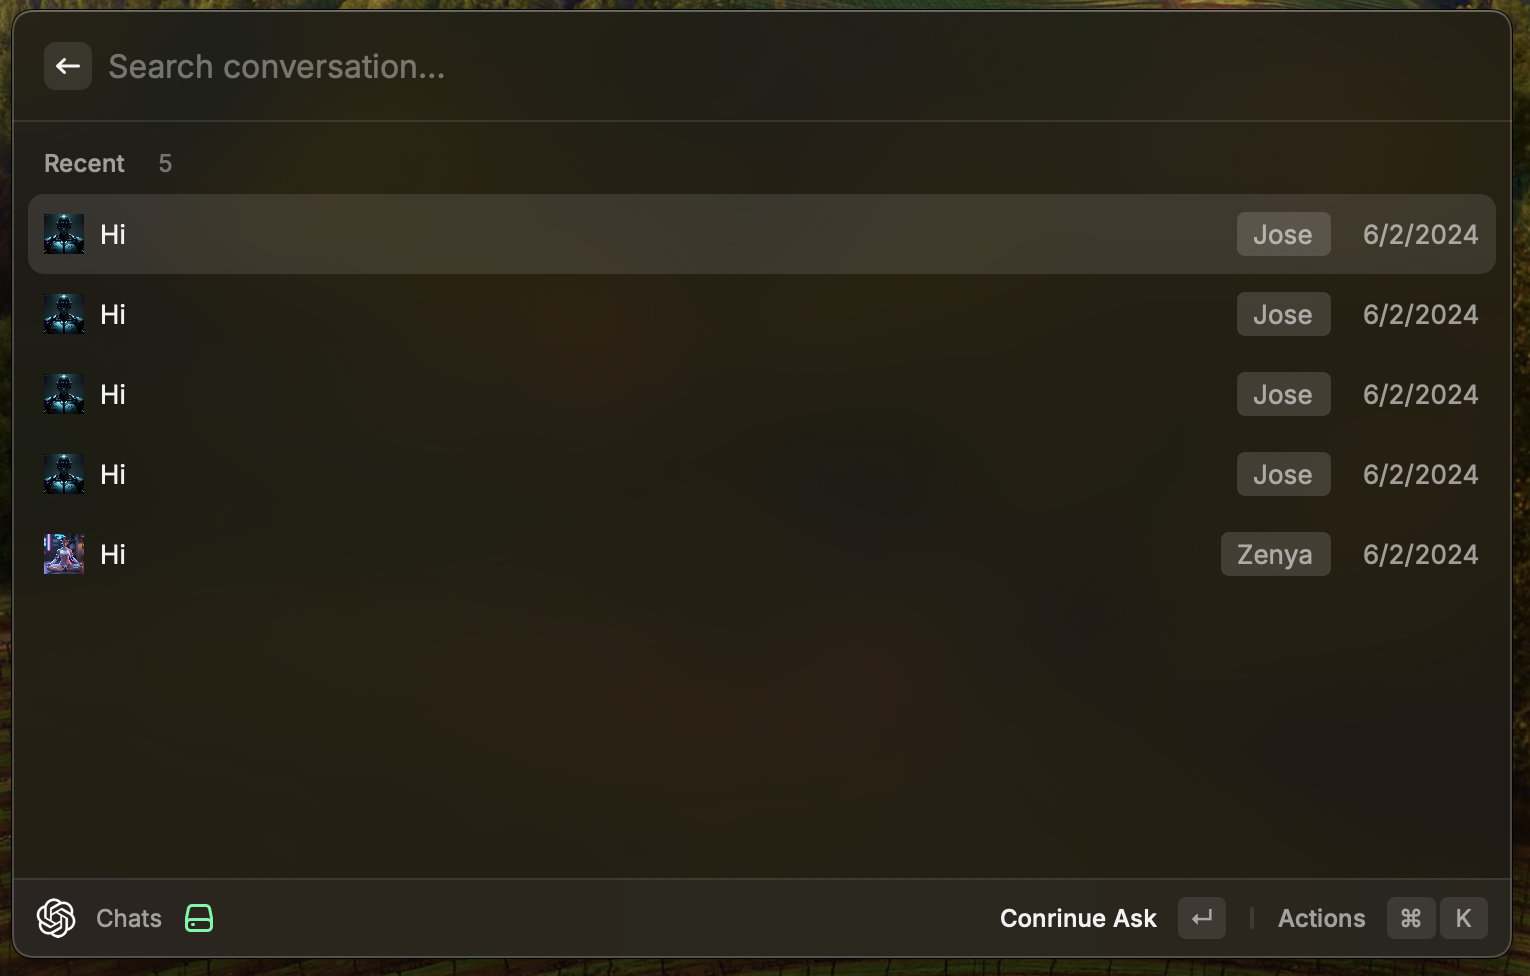 Search conversation...
Recent 5
Hi Jose 6/2/2024
Hi Jose 6/2/2024
Hi Jose 6/2/2024
Hi Jose 6/2/2024
Hi Zenya 6/2/2024
Chats Conrinue Ask ↵ Actions ⌘ K